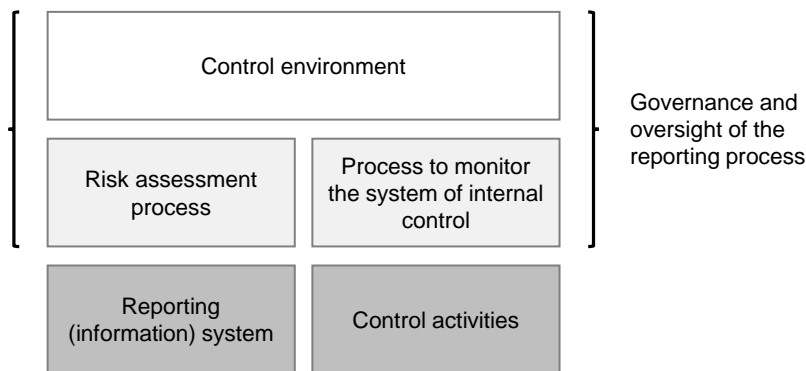 Control environment
Governance and
oversight of the
reporting process
Risk assessment
process
Process to monitor
the system of internal
control
Reporting
(information) system
Control activities